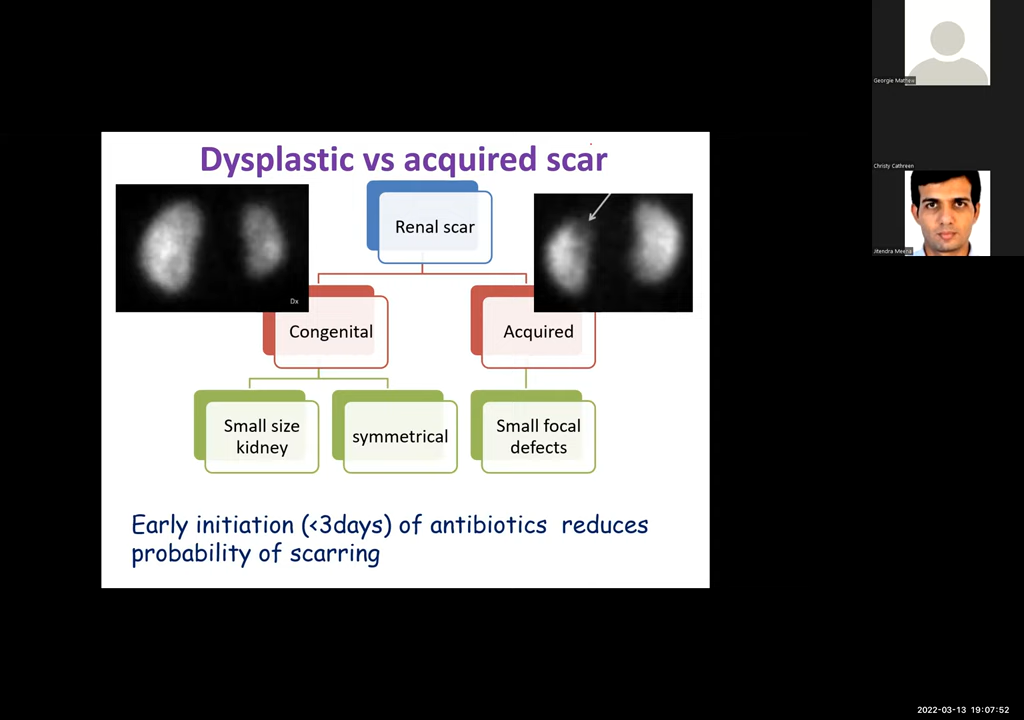 Dysplastic vs acquired scar
Renal scar
Dx
Congenital
Acquired
Small size
kidney
symmetrical
Small focal
defects
Early initiation (<3days) of antibiotics reduces
probability of scarring
Georgie Mathew
Christy Cathreen
Jitendra Meena
2022-03-13 19:07:52